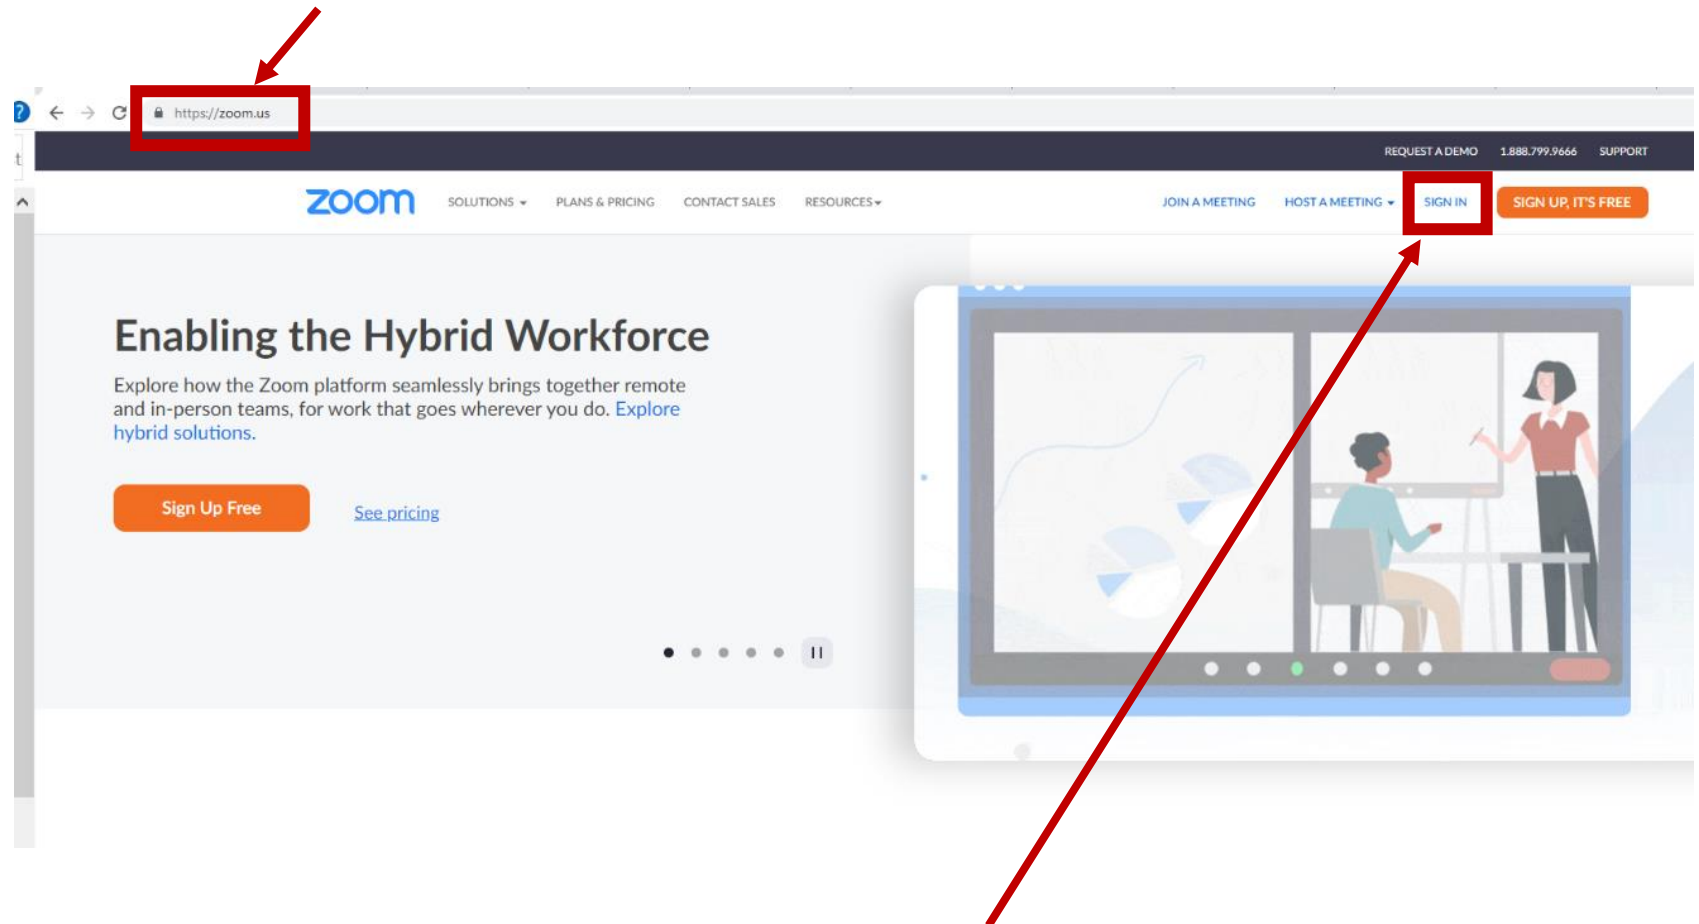 ?
https://zoom.us
t
REQUEST A DEMO 1.888.799.9666 SUPPORT
zoom SOLUTIONS PLANS & PRICING CONTACT SALES RESOURCES JOIN A MEETING HOST A MEETING SIGN IN SIGN UP, IT'S FREE
Enabling the Hybrid Workforce
Explore how the Zoom platform seamlessly brings together remote
and in-person teams, for work that goes wherever you do. Explore
hybrid solutions.
Sign Up Free See pricing